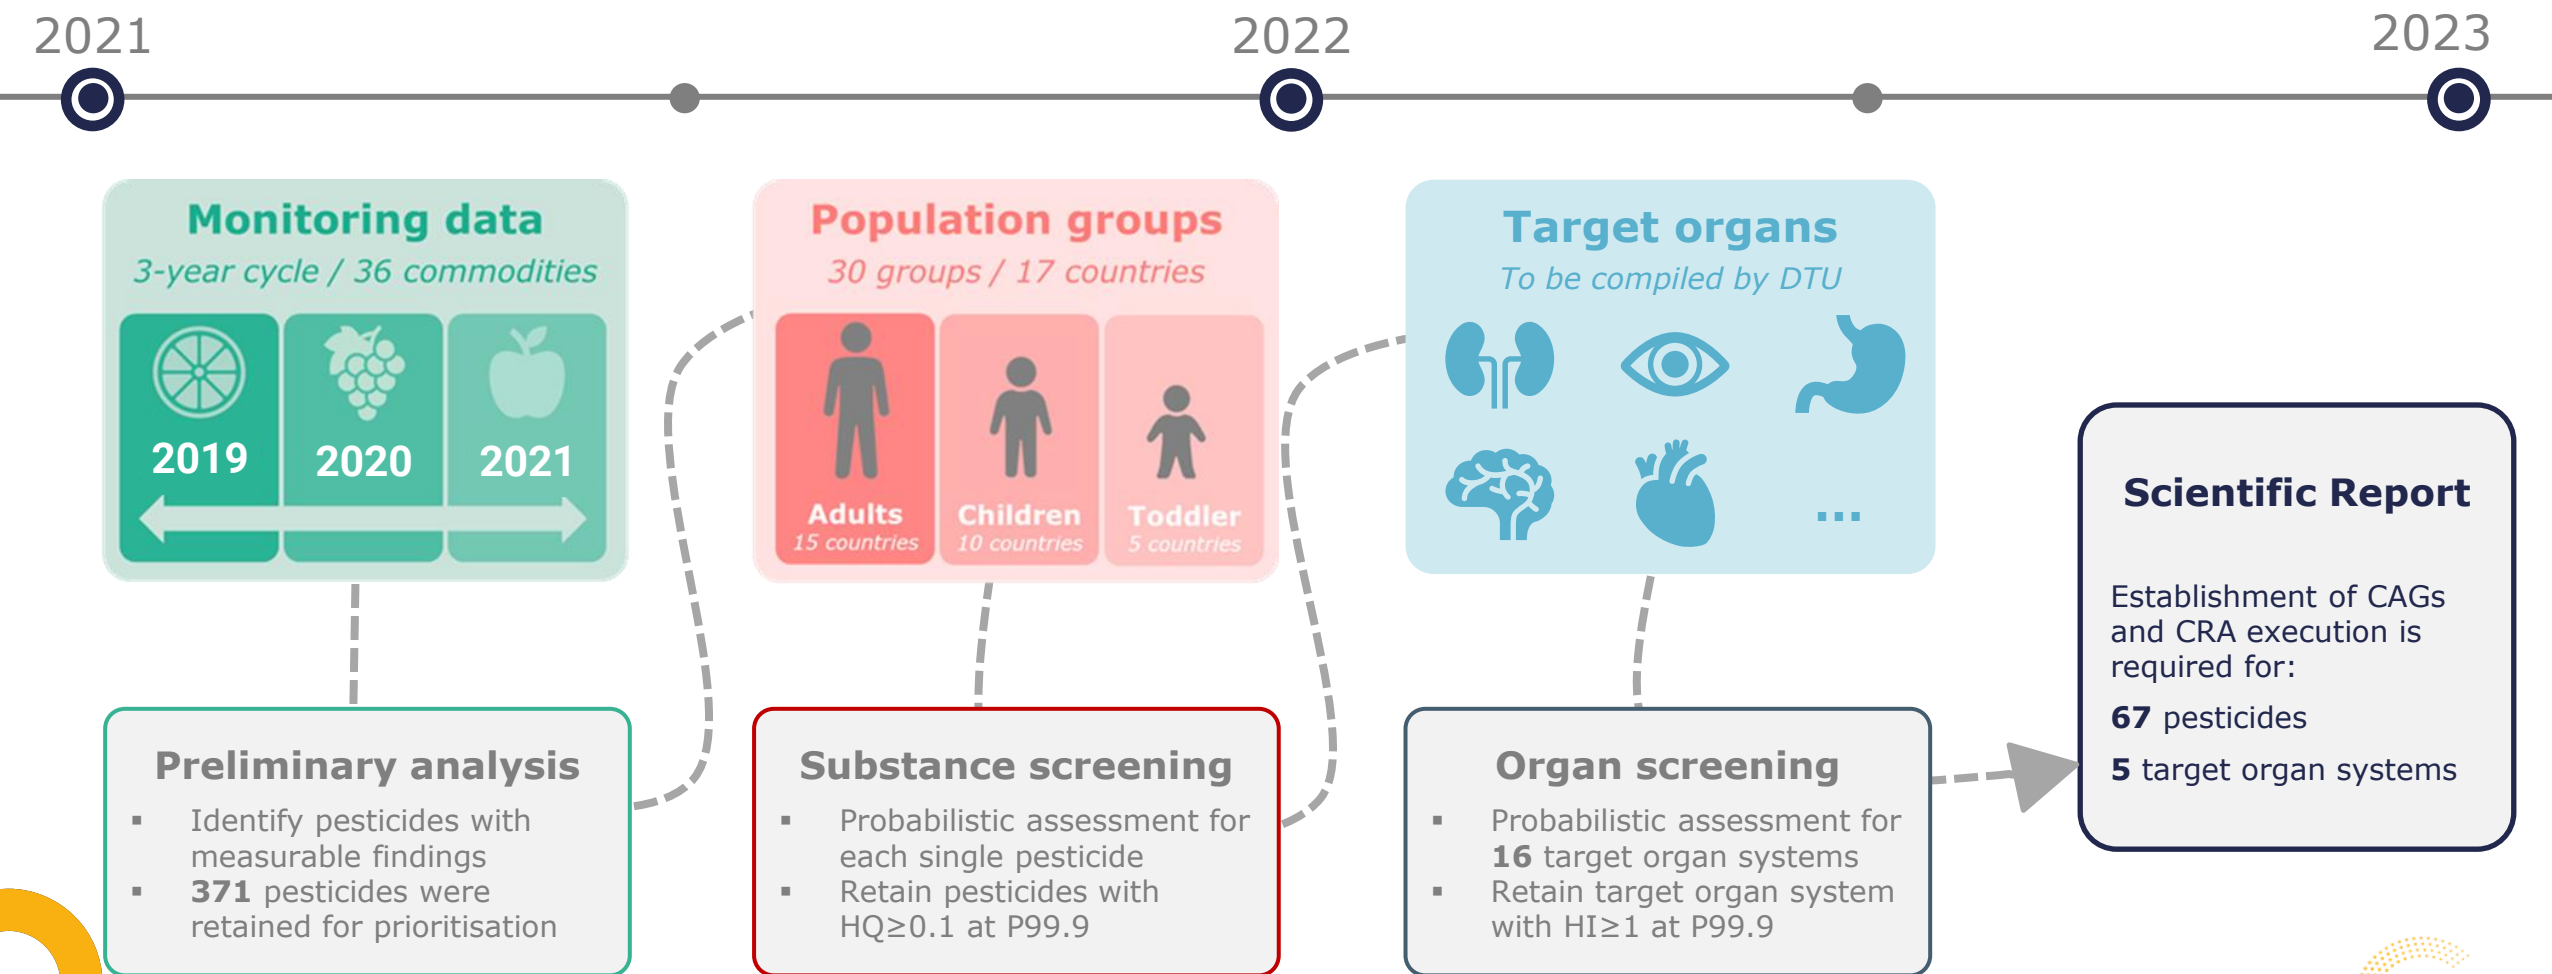 2021
2022
2023
Monitoring data
3-year cycle / 36 commodities
2019
2020
2021
Population groups
30 groups / 17 countries
Adults
15 countries
Children
10 countries
Toddler
5 countries
Target organs
To be compiled by DTU
...
Preliminary analysis
▪ Identify pesticides with
measurable findings
▪ 371 pesticides were
retained for prioritisation
Substance screening
▪ Probabilistic assessment for
each single pesticide
▪ Retain pesticides with
HQ≥0.1 at P99.9
Organ screening
▪ Probabilistic assessment for
16 target organ systems
▪ Retain target organ system
with HI≥1 at P99.9
Scientific Report
Establishment of CAGs
and CRA execution is
required for:
67 pesticides
5 target organ systems